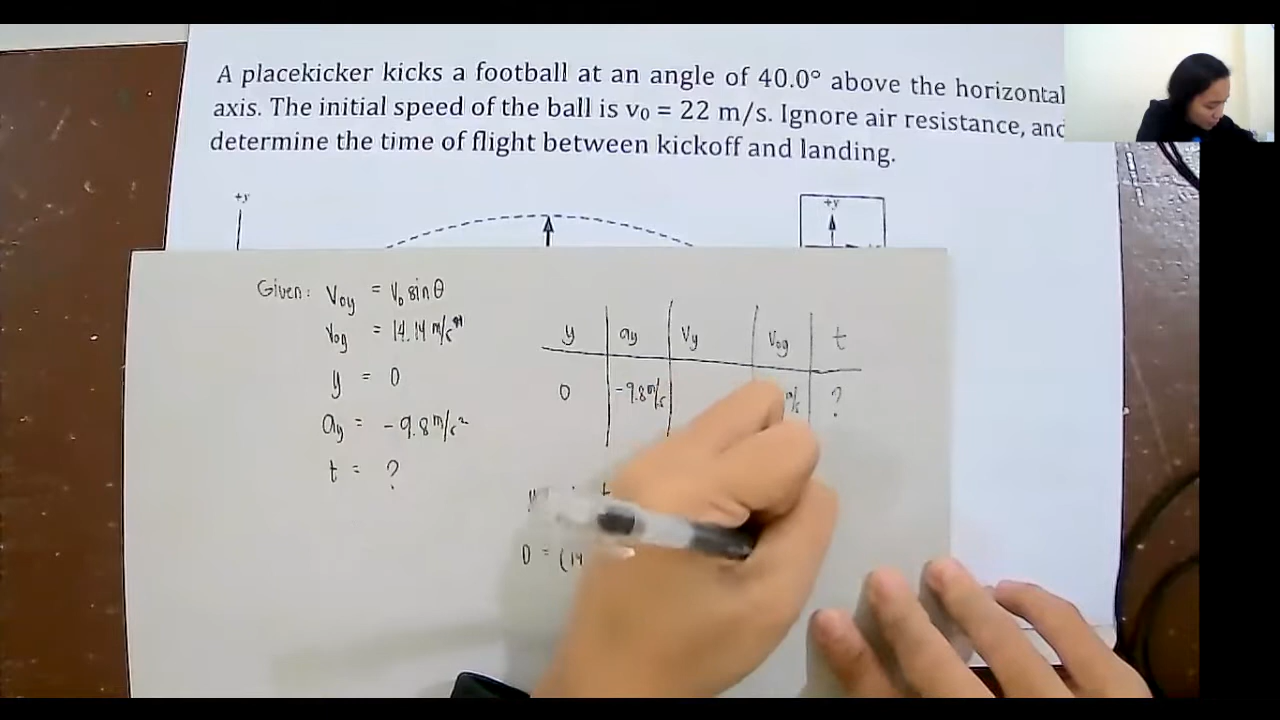 A placekicker kicks a football at an angle of 40.0° above the horizontal
axis. The initial speed of the ball is v₀ = 22 m/s. Ignore air resistance, and
determine the time of flight between kickoff and landing.
+y
+y
Given: Voy = V₀ sin θ
Voy = 14.14 m/s
y = 0
ay = -9.8 m/s²
t = ?
y ay Vy Voy t
0 -9.8 m/s m/s ?
0 = (14